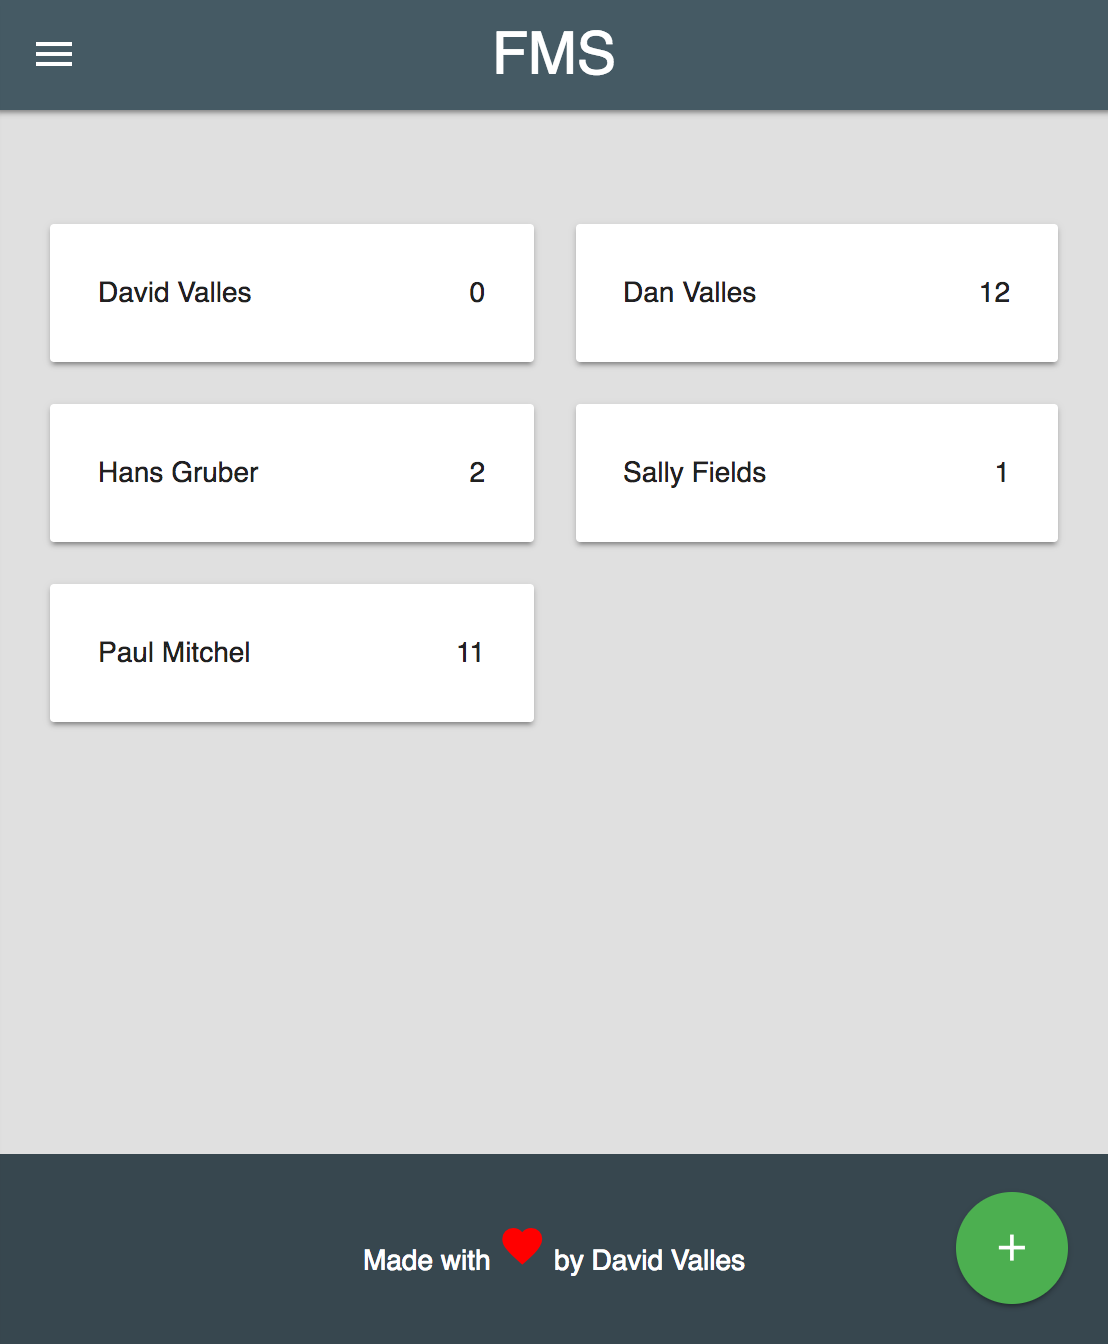 FMS
David Valles 0
Dan Valles 12
Hans Gruber 2
Sally Fields 1
Paul Mitchel 11
Made with by David Valles
+